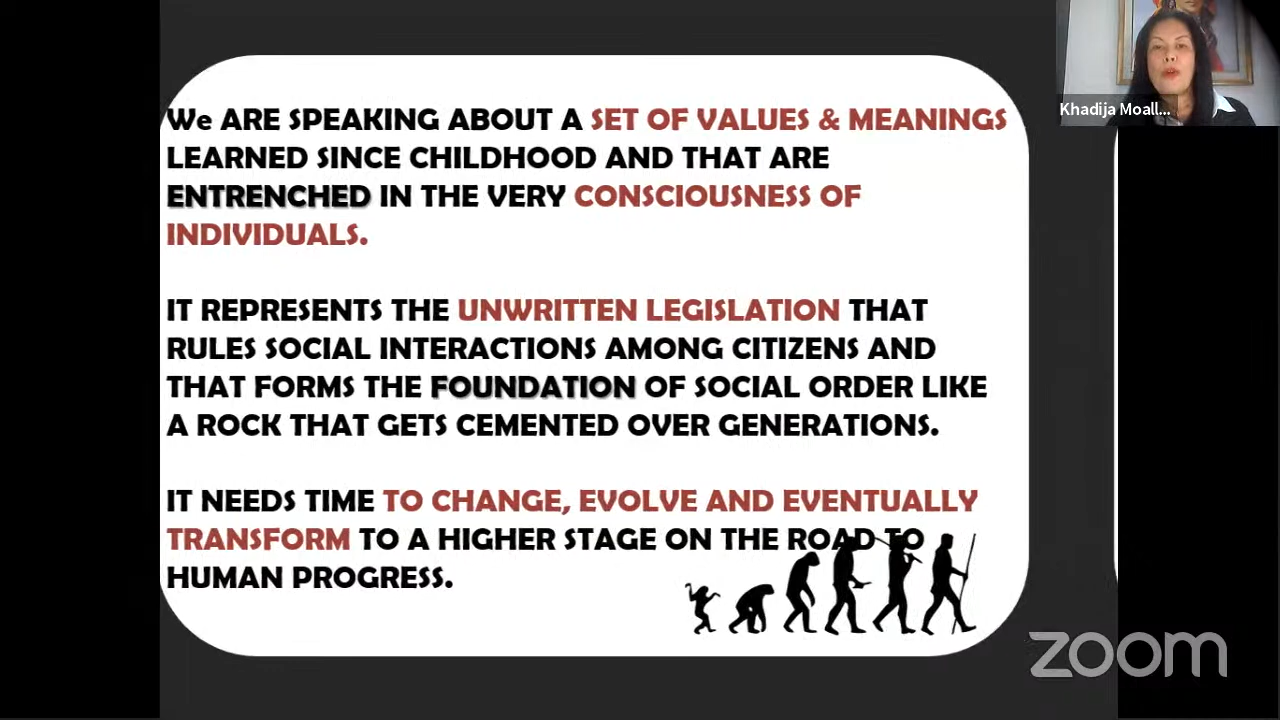 We ARE SPEAKING ABOUT A SET OF VALUES & MEANINGS
LEARNED SINCE CHILDHOOD AND THAT ARE
ENTRENCHED IN THE VERY CONSCIOUSNESS OF
INDIVIDUALS.
IT REPRESENTS THE UNWRITTEN LEGISLATION THAT
RULES SOCIAL INTERACTIONS AMONG CITIZENS AND
THAT FORMS THE FOUNDATION OF SOCIAL ORDER LIKE
A ROCK THAT GETS CEMENTED OVER GENERATIONS.
IT NEEDS TIME TO CHANGE, EVOLVE AND EVENTUALLY
TRANSFORM TO A HIGHER STAGE ON THE ROAD TO
HUMAN PROGRESS.
Khadija Moall...
zoom